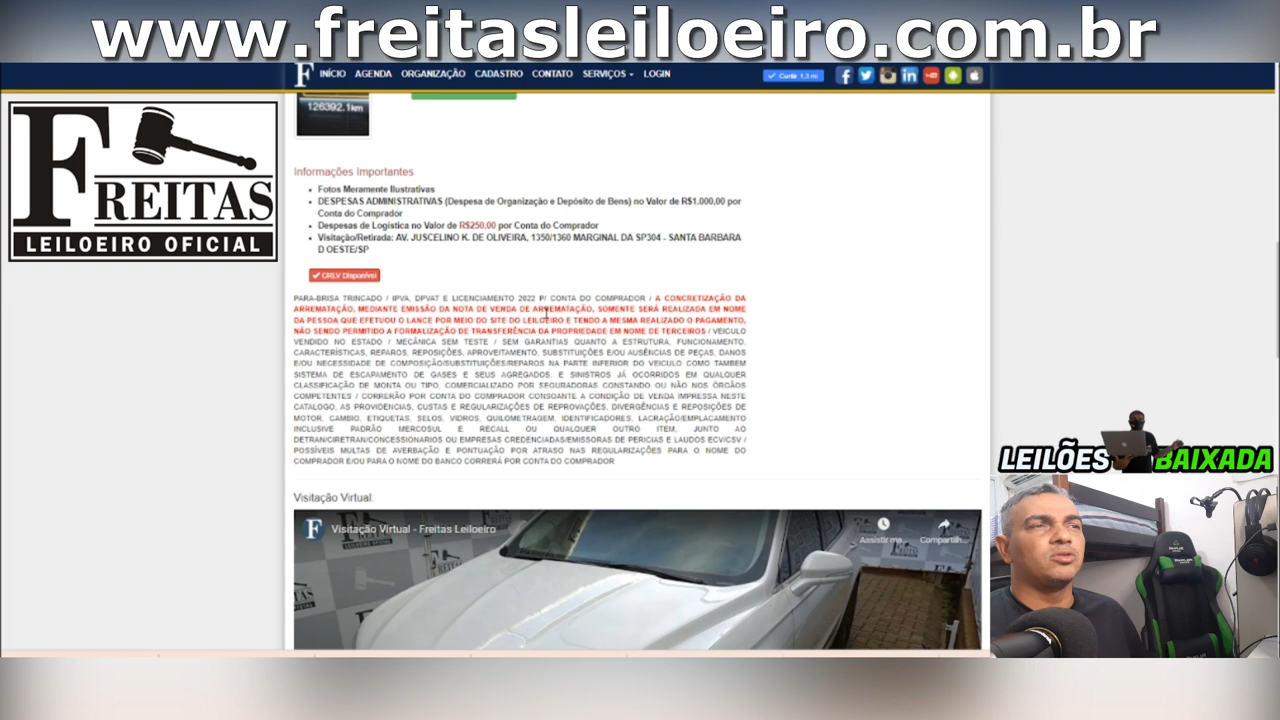 www.freitasleiloeiro.com.br
F INÍCIO AGENDA ORGANIZAÇÃO CADASTRO CONTATO SERVIÇOS LOGIN Curtir 1,3 mi
126392.1km
FREITAS
LEILOEIRO OFICIAL
Informações Importantes
Fotos Meramente Ilustrativas
DESPESAS ADMINISTRATIVAS (Despesa de Organização e Depósito de Bens) no Valor de R$1.000,00 por
Conta do Comprador
Despesas de Logística no Valor de R$250,00 por Conta do Comprador
Visitação/Retirada: AV. JUSCELINO K. DE OLIVEIRA, 1350/1360 MARGINAL DA SP304 - SANTA BARBARA
D OESTE/SP
CRLV Disponível
PARA-BRISA TRINCADO / IPVA, DPVAT E LICENCIAMENTO 2022 P/ CONTA DO COMPRADOR / A CONCRETIZAÇÃO DA
ARREMATAÇÃO, MEDIANTE EMISSÃO DA NOTA DE VENDA DE ARREMATAÇÃO, SOMENTE SERÁ REALIZADA EM NOME
DA PESSOA QUE EFETUOU O LANCE POR MEIO DO SITE DO LEILOEIRO E TENDO A MESMA REALIZADO O PAGAMENTO,
NÃO SENDO PERMITIDO A FORMALIZAÇÃO DE TRANSFERÊNCIA DA PROPRIEDADE EM NOME DE TERCEIROS / VEICULO
VENDIDO NO ESTADO / MECÂNICA SEM TESTE / SEM GARANTIAS QUANTO A ESTRUTURA, FUNCIONAMENTO,
CARACTERÍSTICAS, REPAROS, REPOSIÇÕES, APROVEITAMENTO, SUBSTITUIÇÕES E/OU AUSÊNCIAS DE PEÇAS, DANOS
E/OU NECESSIDADE DE COMPOSIÇÃO/SUBSTITUIÇÕES/REPAROS NA PARTE INFERIOR DO VEICULO COMO TAMBEM
SISTEMA DE ESCAPAMENTO DE GASES E SEUS AGREGADOS, E SINISTROS JÁ OCORRIDOS EM QUALQUER
CLASSIFICAÇÃO DE MONTA OU TIPO, COMERCIALIZADO POR SEGURADORAS CONSTANDO OU NÃO NOS ÓRGÃOS
COMPETENTES / CORRERÃO POR CONTA DO COMPRADOR CONSOANTE A CONDIÇÃO DE VENDA IMPRESSA NESTE
CATALOGO, AS PROVIDENCIAS, CUSTAS E REGULARIZAÇÕES DE REPROVAÇÕES, DIVERGÊNCIAS E REPOSIÇÕES DE
MOTOR, CAMBIO, ETIQUETAS, SELOS, VIDROS, QUILOMETRAGEM, IDENTIFICADORES, LACRAÇÃO/EMPLACAMENTO
INCLUSIVE PADRÃO MERCOSUL E RECALL OU QUALQUER OUTRO ITEM, JUNTO AO
DETRAN/CIRETRAN/CONCESSIONARIOS OU EMPRESAS CREDENCIADAS/EMISSORAS DE PERICIAS E LAUDOS ECV/CSV /
POSSÍVEIS MULTAS DE AVERBAÇÃO E PONTUAÇÃO POR ATRASO NAS REGULARIZAÇÕES PARA O NOME DO
COMPRADOR E/OU PARA O NOME DO BANCO CORRERÁ POR CONTA DO COMPRADOR
Visitação Virtual:
F Visitação Virtual - Freitas Leiloeiro
Assistir ma...
Compartilh...
FREITAS
LEILÕES BAIXADA